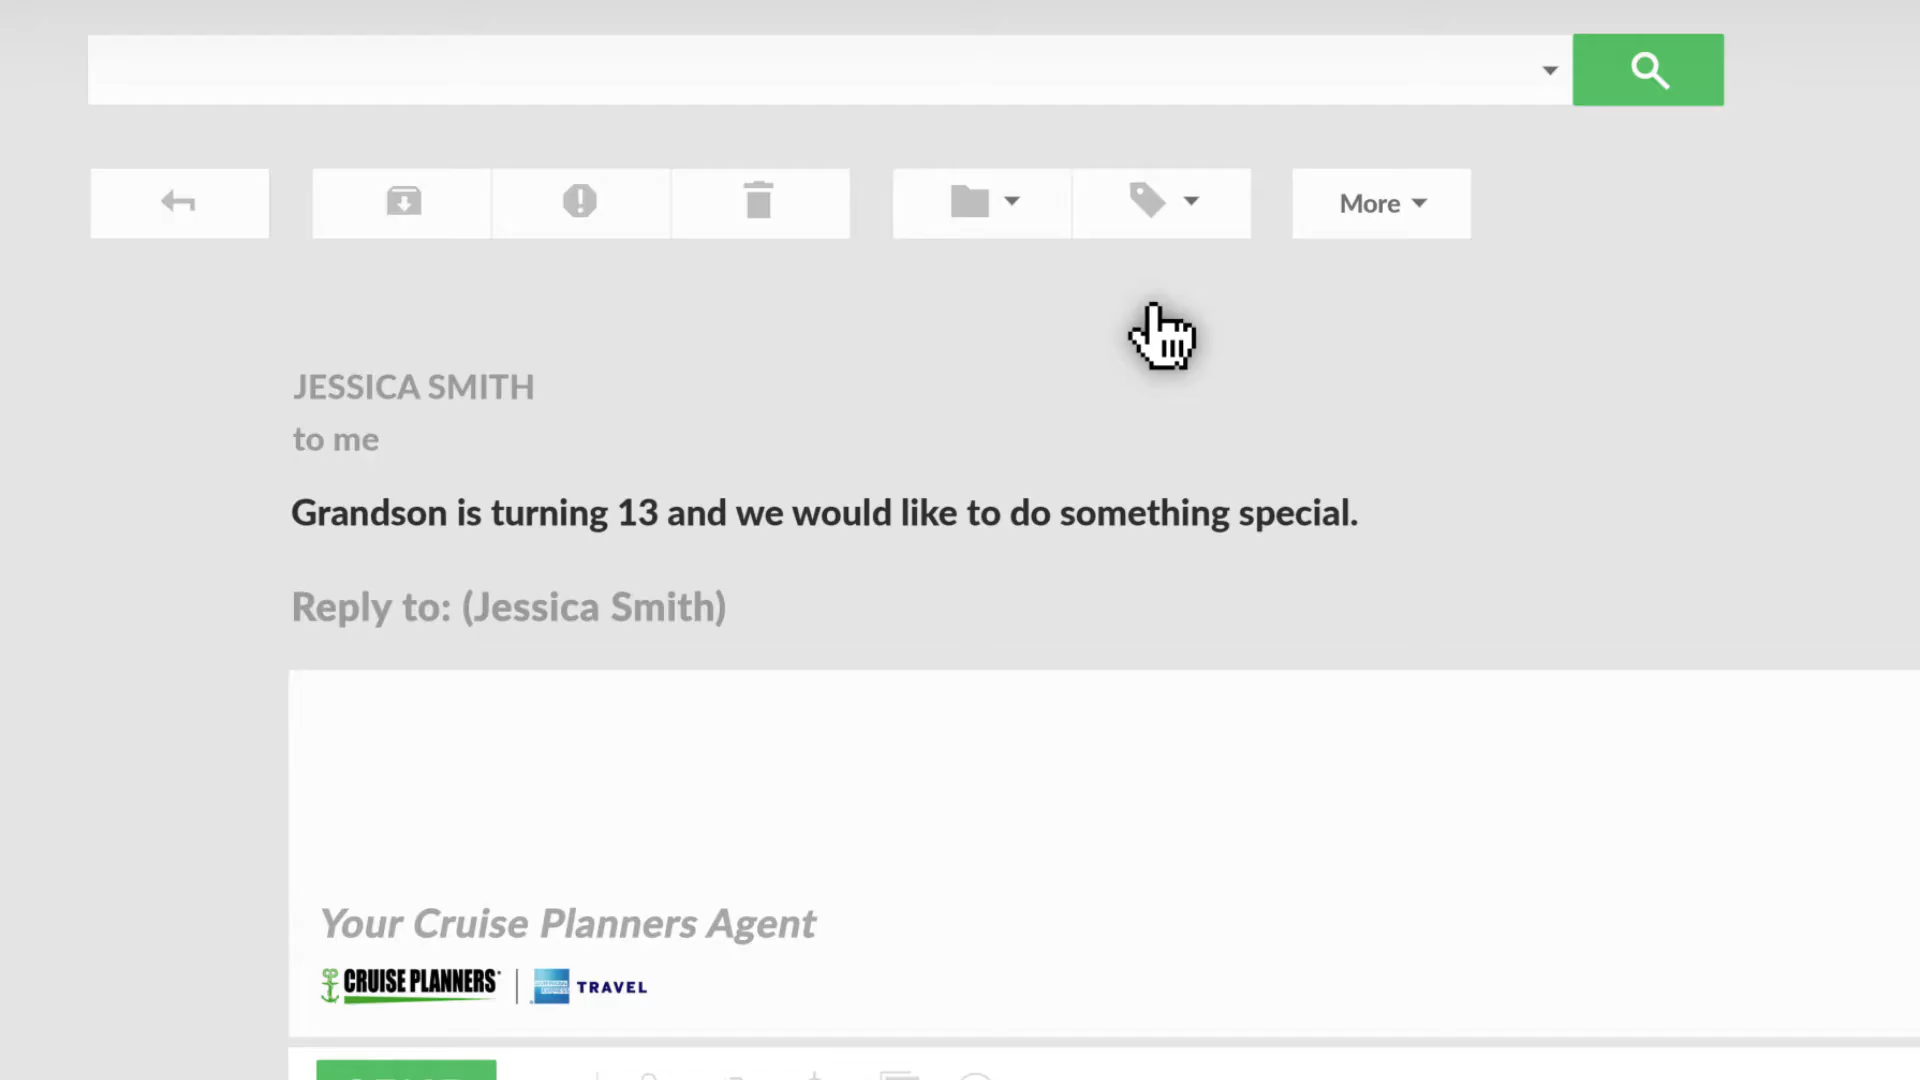 More
JESSICA SMITH
to me
Grandson is turning 13 and we would like to do something special.
Reply to: (Jessica Smith)
Your Cruise Planners Agent
CRUISE PLANNERS
TRAVEL